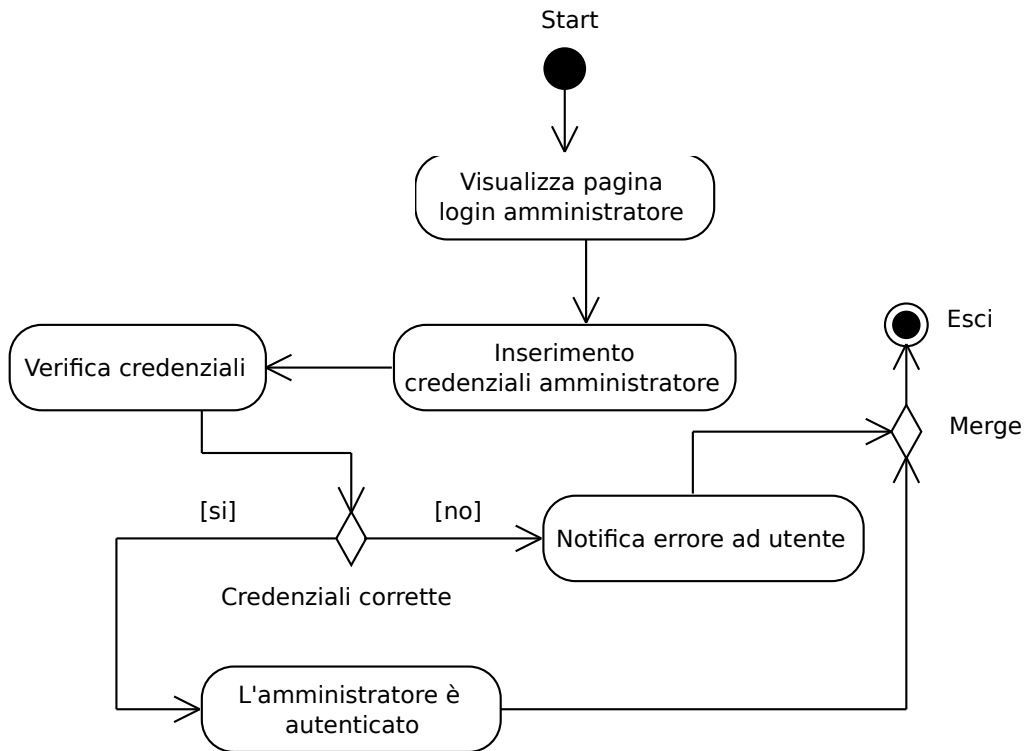 Start
Visualizza pagina
login amministratore
Esci
Verifica credenziali
Inserimento
credenziali amministratore
Merge
[si]
[no]
Notifica errore ad utente
Credenziali corrette
L'amministratore è
autenticato